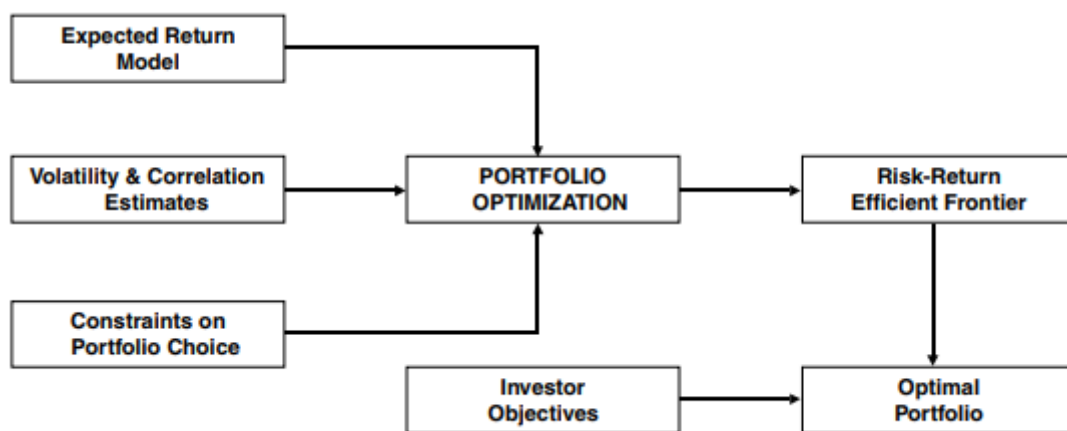 Expected Return
Model
Volatility & Correlation
Estimates
PORTFOLIO
OPTIMIZATION
Risk-Return
Efficient Frontier
Constraints on
Portfolio Choice
Investor
Objectives
Optimal
Portfolio